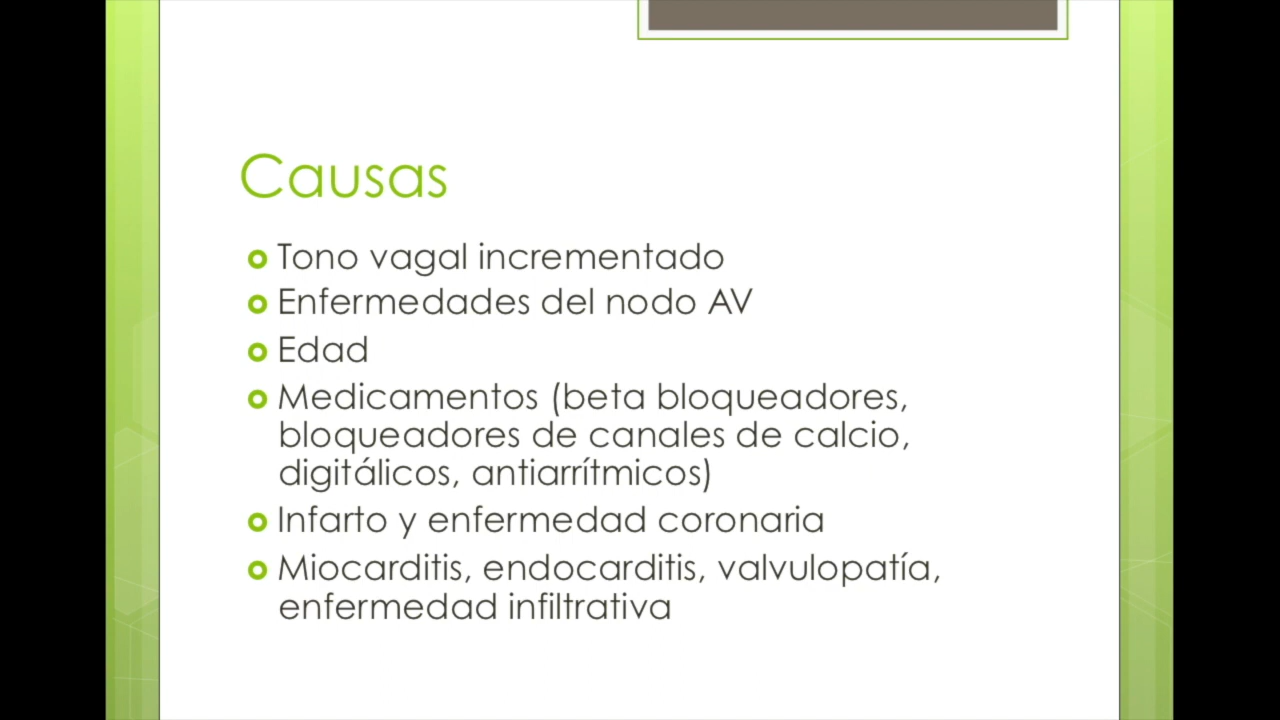 Causas
Tono vagal incrementado
Enfermedades del nodo AV
Edad
Medicamentos (beta bloqueadores,
bloqueadores de canales de calcio,
digitálicos, antiarrítmicos)
Infarto y enfermedad coronaria
Miocarditis, endocarditis, valvulopatía,
enfermedad infiltrativa